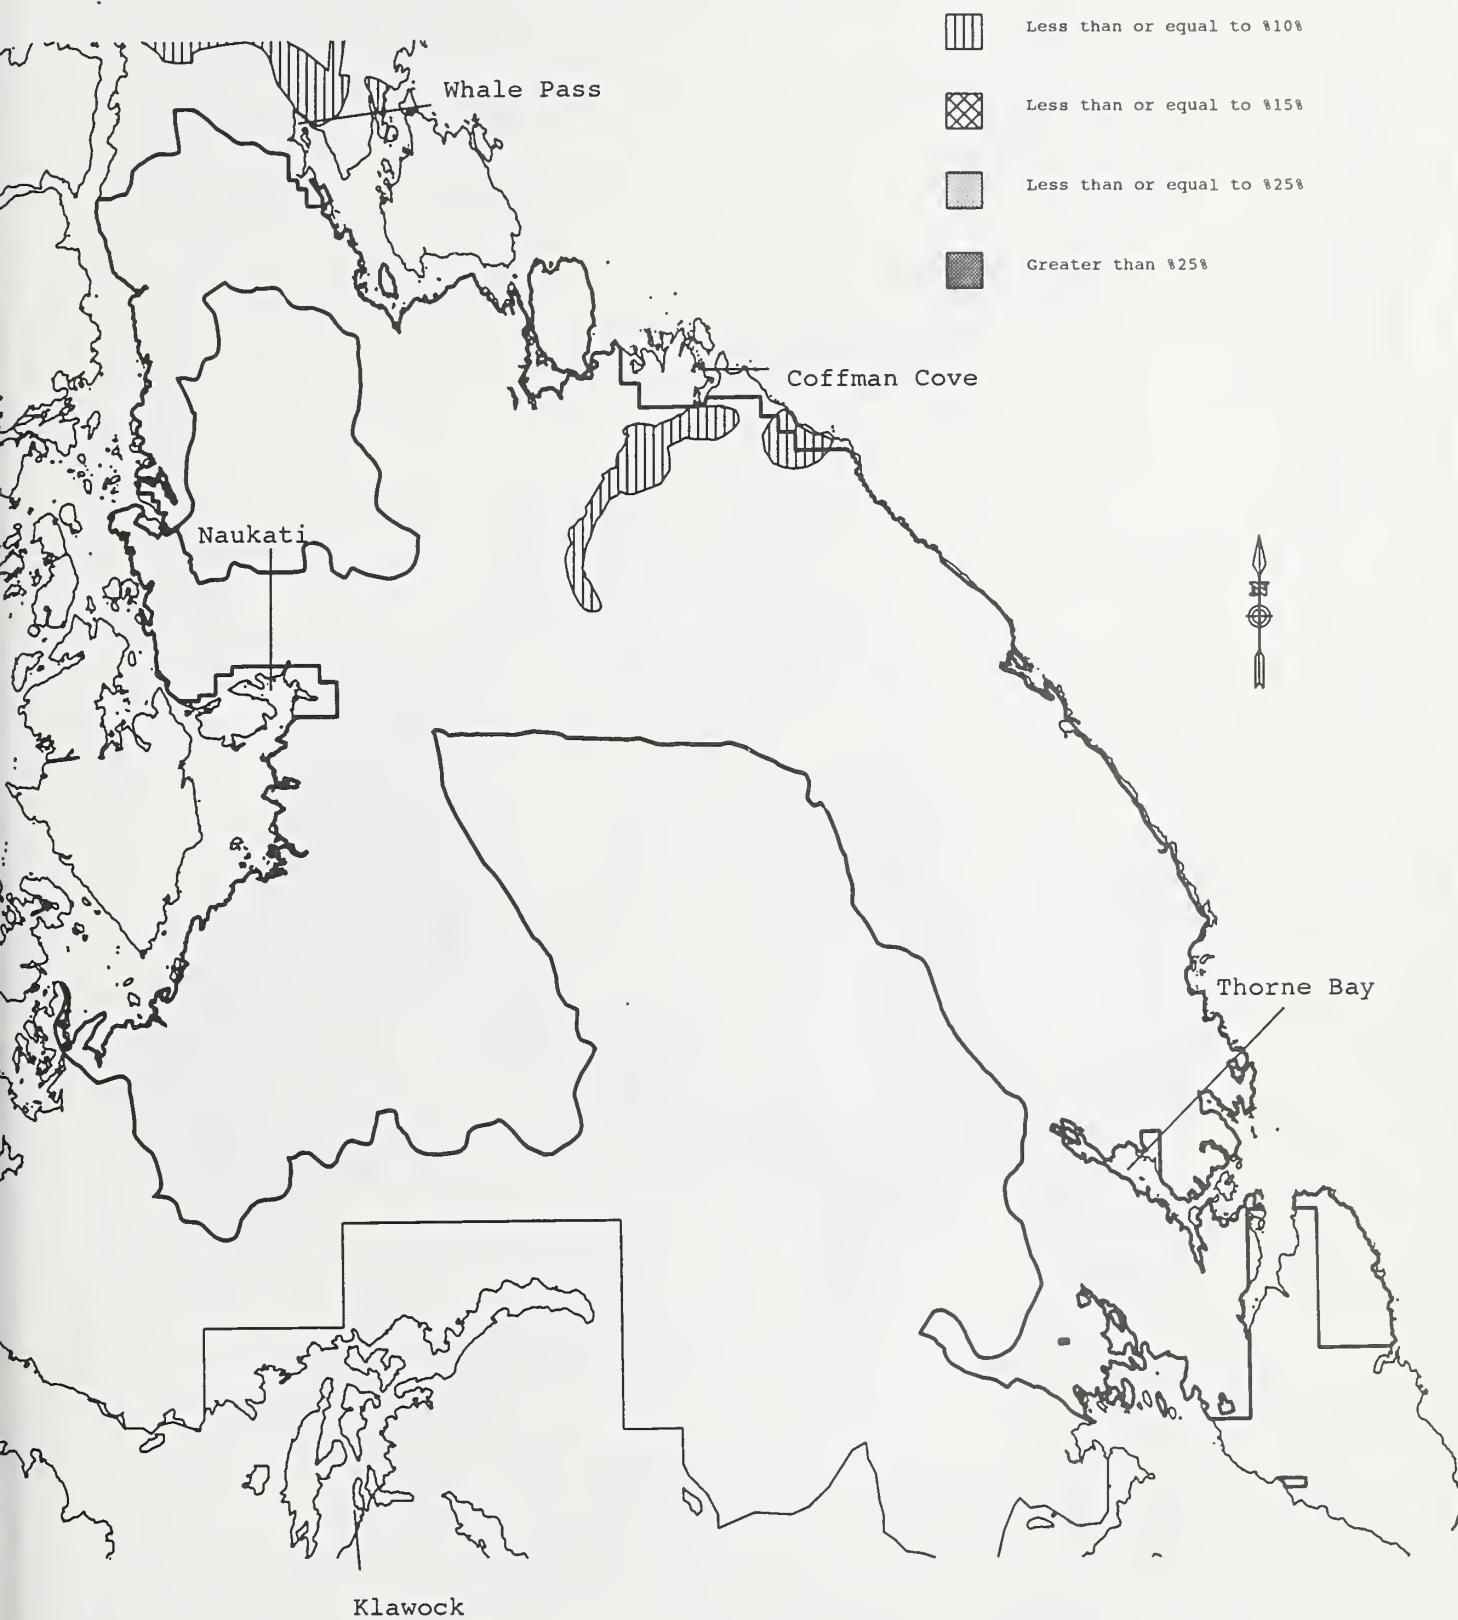 Less than or equal to %10%
Whale Pass
Less than or equal to %15%
Less than or equal to %25%
Greater than %25%
Coffman Cove
Naukati
N
Thorne Bay
Klawock